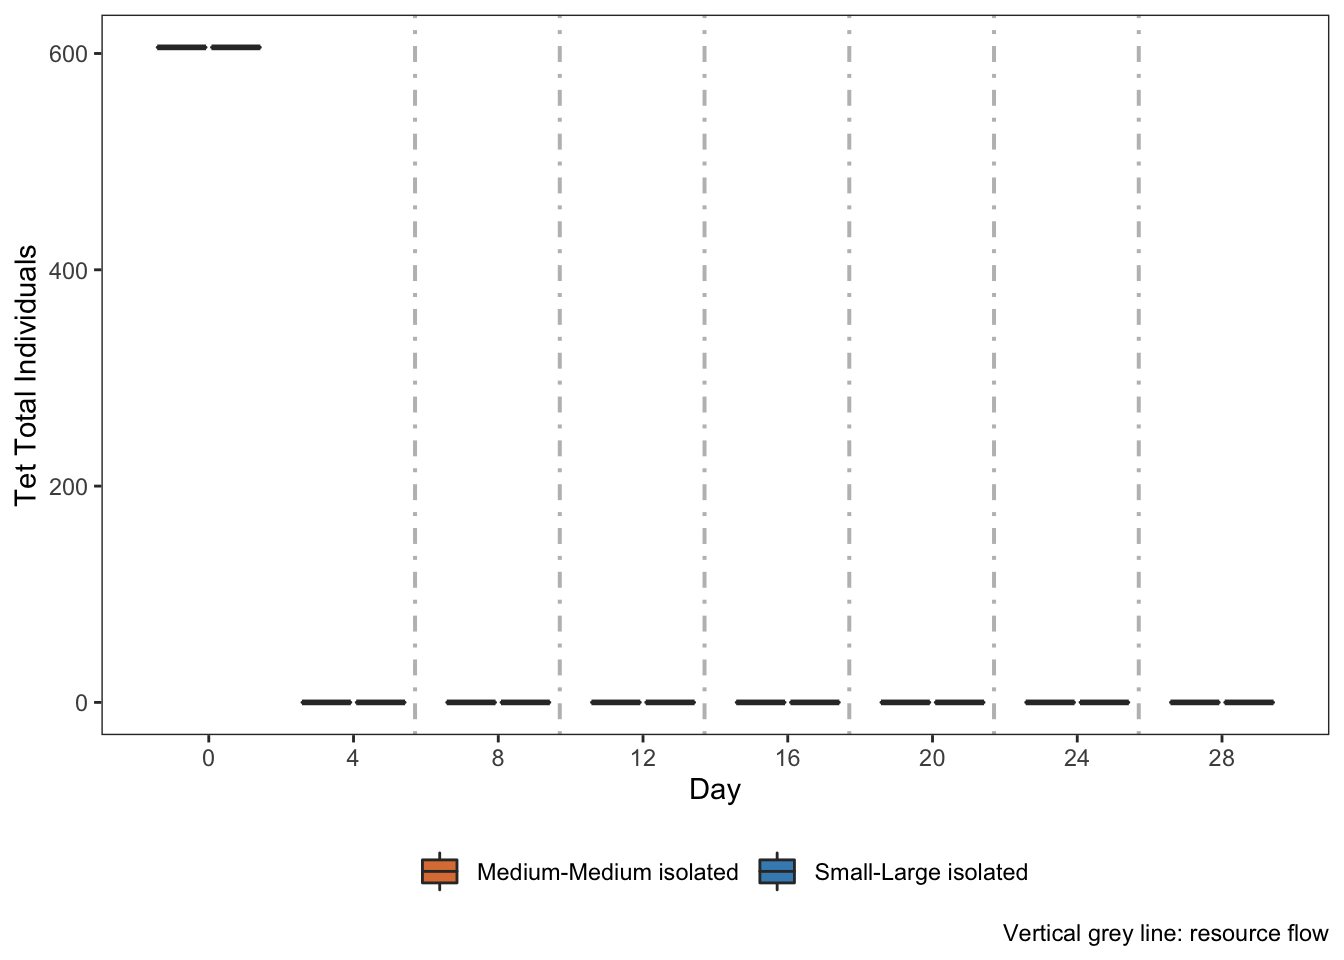 600
400
200
0
Tet Total Individuals
0 4 8 12 16 20 24 28
Day
Medium-Medium isolated Small-Large isolated
Vertical grey line: resource flow